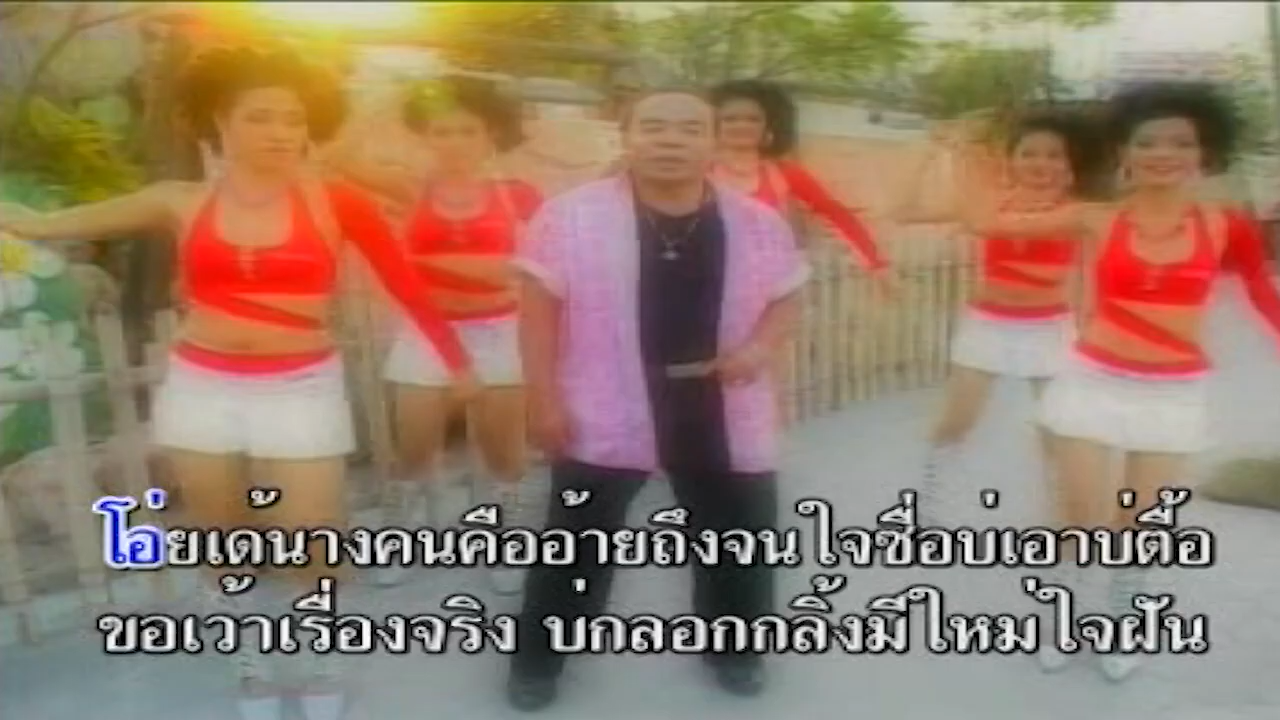 โอ่ยเด้นางคนคืออ้ายถึงจนใจซื่อบ่เอาบ่ดื้อ
ขอเว้าเรื่องจริง บ่กลอกกลิ้งมีใหม่ใจฝัน